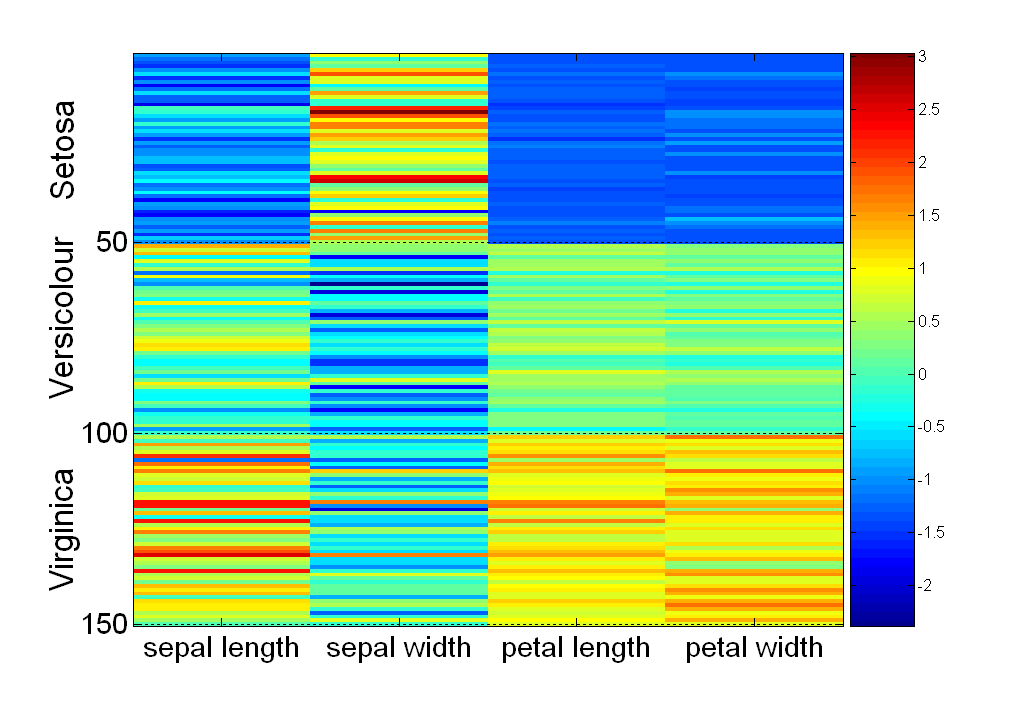 Setosa
50
Versicolour
100
Virginica
150
sepal length
sepal width
petal length
petal width
3
2.5
2
1.5
1
0.5
0
-0.5
-1
-1.5
-2